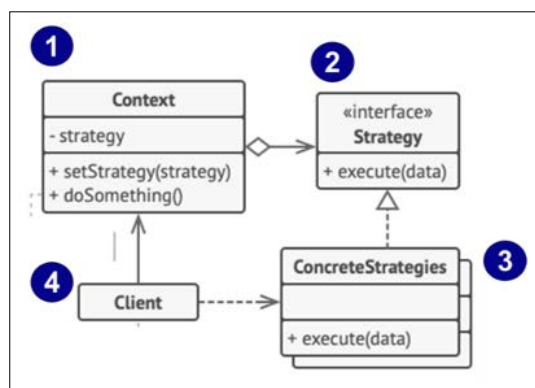 1
Context
- strategy
+ setStrategy(strategy)
+ doSomething()
2
«interface»
Strategy
+ execute(data)
3
ConcreteStrategies
+ execute(data)
4
Client